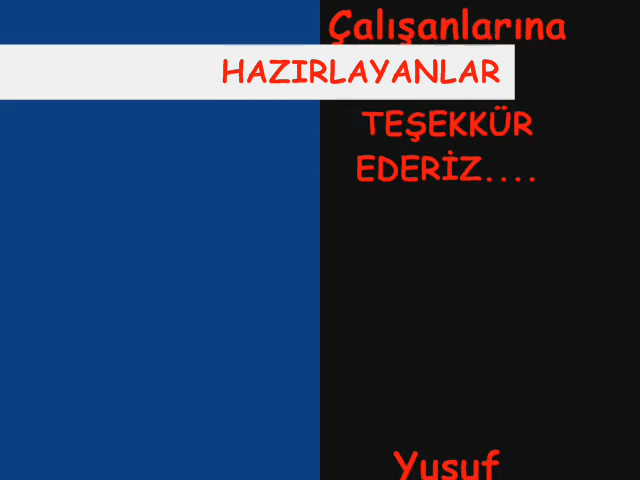 Çalışanlarına
HAZIRLAYANLAR
TEŞEKKÜR
EDERİZ....
Yusuf